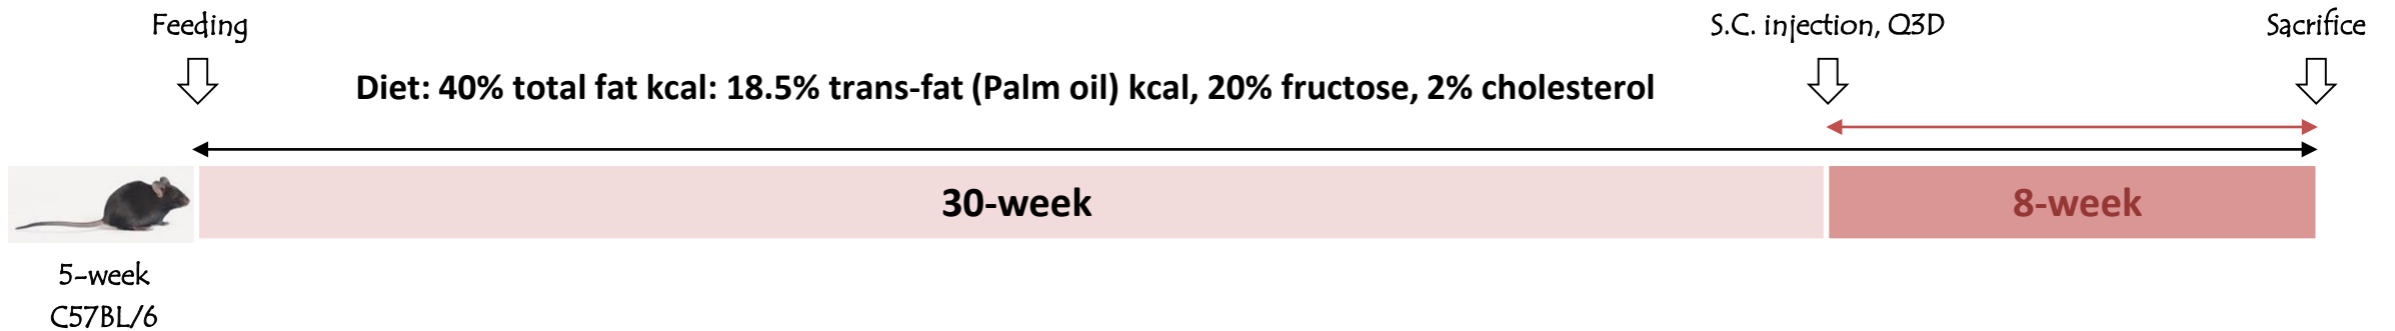 Feeding
S.C. injection, Q3D
Sacrifice
Diet: 40% total fat kcal: 18.5% trans-fat (Palm oil) kcal, 20% fructose, 2% cholesterol
30-week
8-week
5-week
C57BL/6